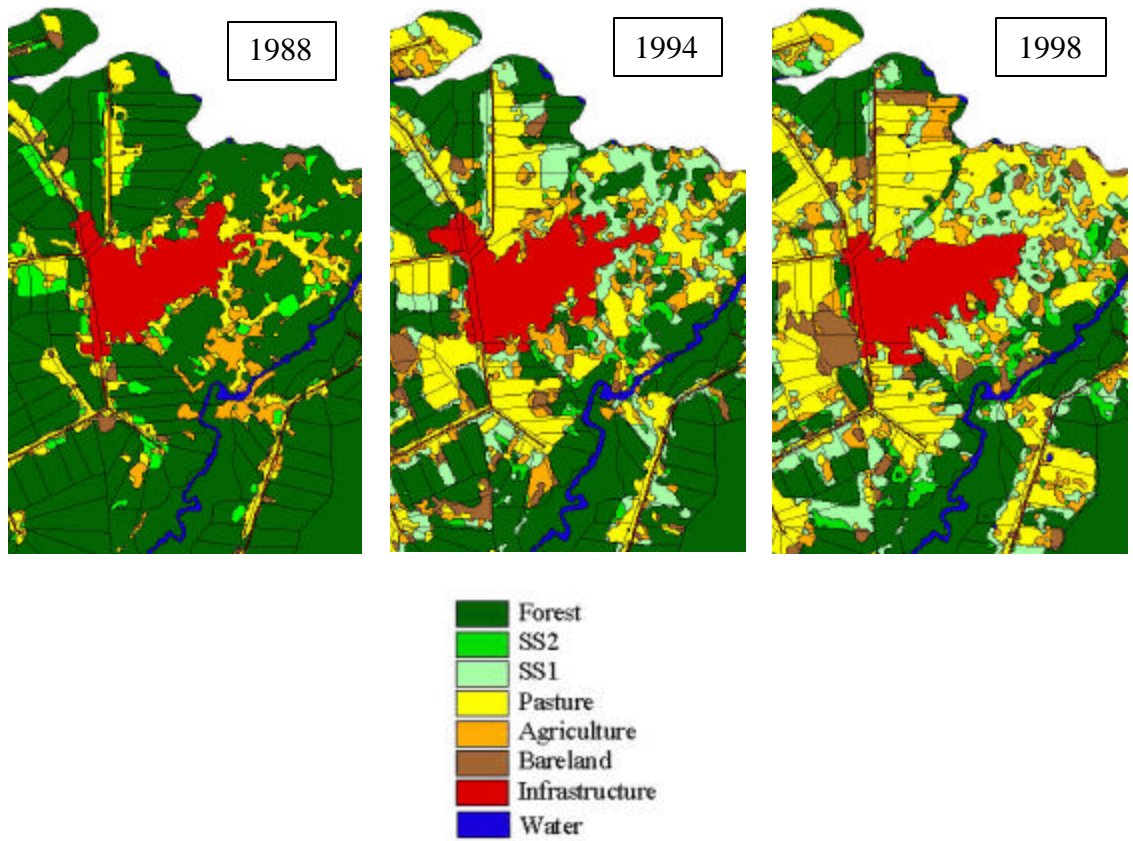 1988
1994
1998
Forest
SS2
SS1
Pasture
Agriculture
Bareland
Infrastructure
Water